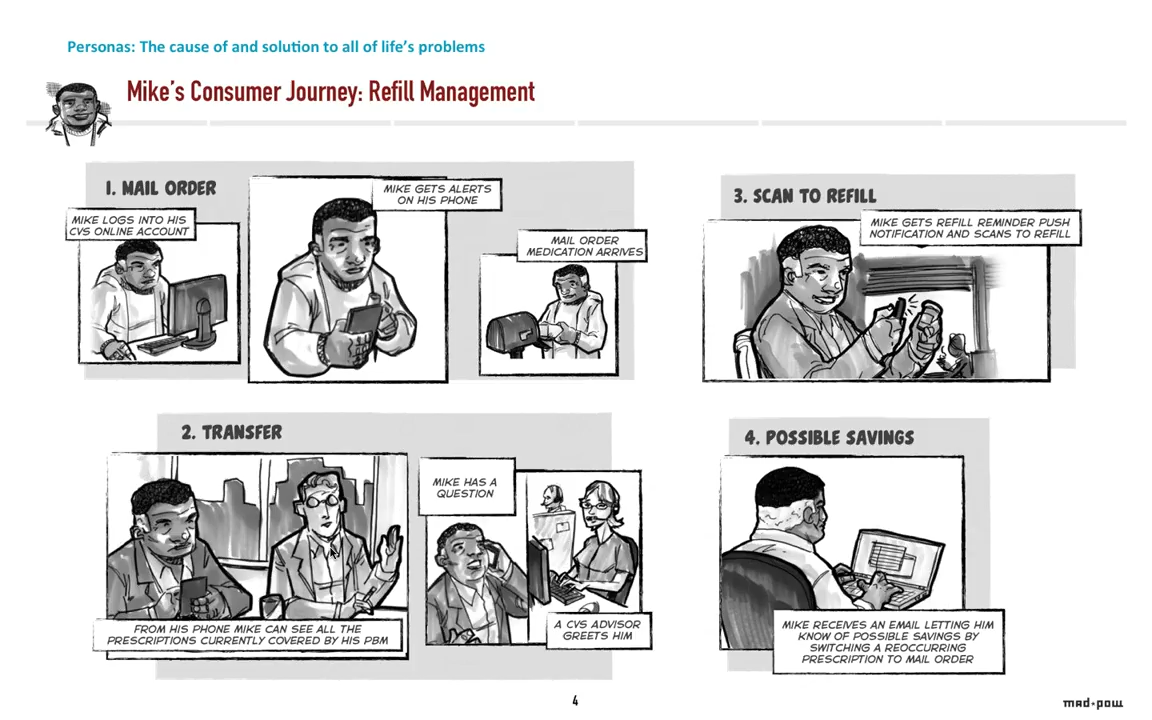 Personas: The cause of and solution to all of life's problems
Mike's Consumer Journey: Refill Management
1. MAIL ORDER
MIKE LOGS INTO HIS
CVS ONLINE ACCOUNT
MIKE GETS ALERTS
ON HIS PHONE
MAIL ORDER
MEDICATION ARRIVES
2. TRANSFER
FROM HIS PHONE MIKE CAN SEE ALL THE
PRESCRIPTIONS CURRENTLY COVERED BY HIS PBM
MIKE HAS A
QUESTION
A CVS ADVISOR
GREETS HIM
3. SCAN TO REFILL
MIKE GETS REFILL REMINDER PUSH
NOTIFICATION AND SCANS TO REFILL
4. POSSIBLE SAVINGS
MIKE RECEIVES AN EMAIL LETTING HIM
KNOW OF POSSIBLE SAVINGS BY
SWITCHING A REOCCURRING
PRESCRIPTION TO MAIL ORDER
4
mad*pow